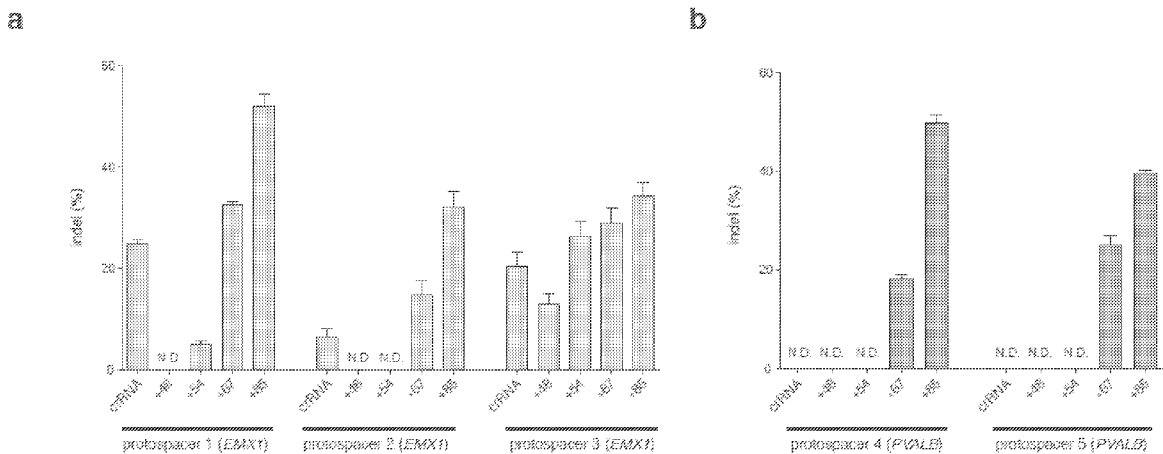 a
b
60
40
20
0
indel (%)
N.D.
N.D.
N.D.
crRNA +48 +54 +67 +85
crRNA +48 +54 +67 +85
crRNA +48 +54 +67 +85
protospacer 1 (EMX1)
protospacer 2 (EMX1)
protospacer 3 (EMX1)
60
40
20
0
indel (%)
N.D. N.D. N.D.
N.D. N.D. N.D.
crRNA +48 +54 +67 +85
crRNA +48 +54 +67 +85
protospacer 4 (PVALB)
protospacer 5 (PVALB)